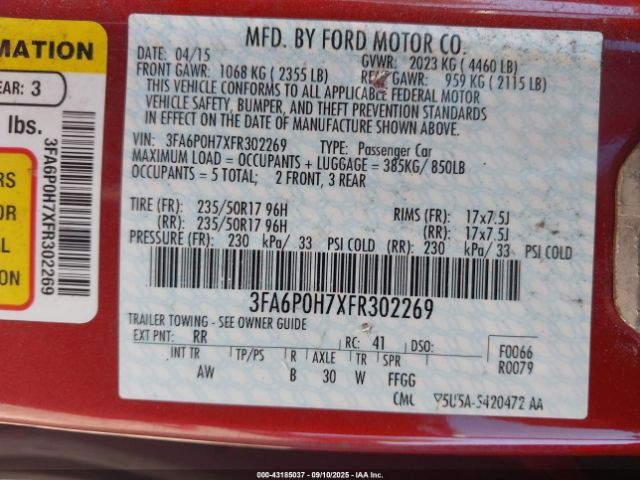 MATION
EAR: 3
lbs.
RS
OR
AL
NG
3FA6P0H7XFR302269
MFD. BY FORD MOTOR CO.
DATE: 04/15 GVWR: 2023 KG ( 4460 LB)
FRONT GAWR: 1068 KG ( 2355 LB) REAR GAWR: 959 KG ( 2115 LB)
THIS VEHICLE CONFORMS TO ALL APPLICABLE FEDERAL MOTOR
VEHICLE SAFETY, BUMPER, AND THEFT PREVENTION STANDARDS
IN EFFECT ON THE DATE OF MANUFACTURE SHOWN ABOVE.
VIN: 3FA6P0H7XFR302269 TYPE: Passenger Car
MAXIMUM LOAD = OCCUPANTS + LUGGAGE = 385KG/ 850LB
OCCUPANTS = 5 TOTAL; 2 FRONT, 3 REAR
TIRE (FR): 235/50R17 96H RIMS (FR): 17x7.5J
(RR): 235/50R17 96H (RR): 17x7.5J
PRESSURE (FR): 230 kPa/ 33 PSI COLD (RR): 230 kPa/ 33 PSI COLD
3FA6P0H7XFR302269
TRAILER TOWING - SEE OWNER GUIDE
EXT PNT: RR RC: 41 DSO: F0066
INT TR TP/PS R AXLE TR SPR R0079
AW B 30 W FFGG
CML 5U5A-5420472 AA
000-43185037 - 09/10/2025 - IAA Inc.